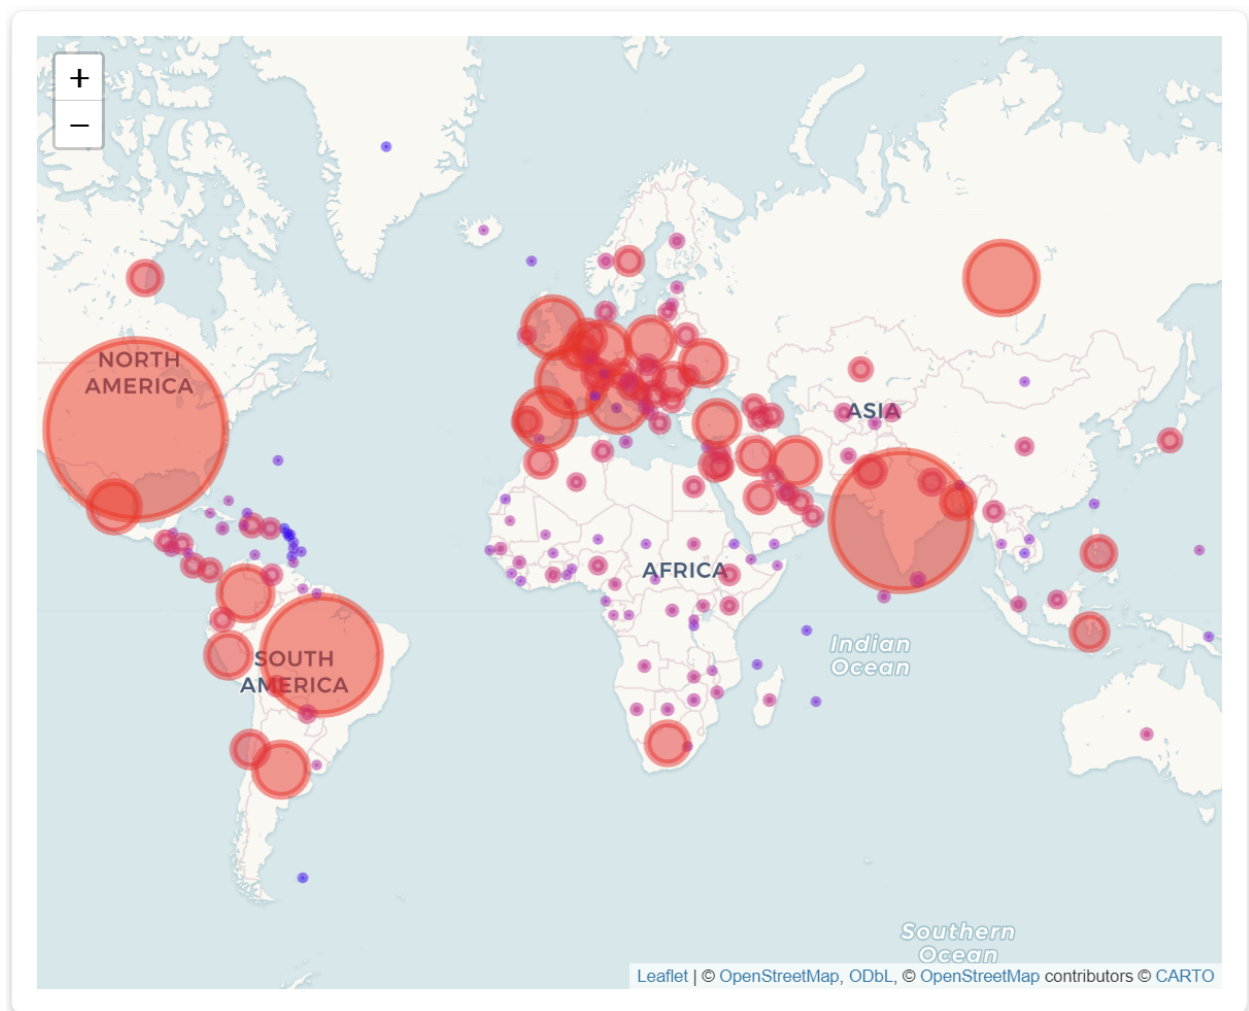 +
−
NORTH
AMERICA
ASIA
AFRICA
Indian
Ocean
SOUTH
AMERICA
Southern
Ocean
Leaflet | © OpenStreetMap, ODbL, © OpenStreetMap contributors © CARTO